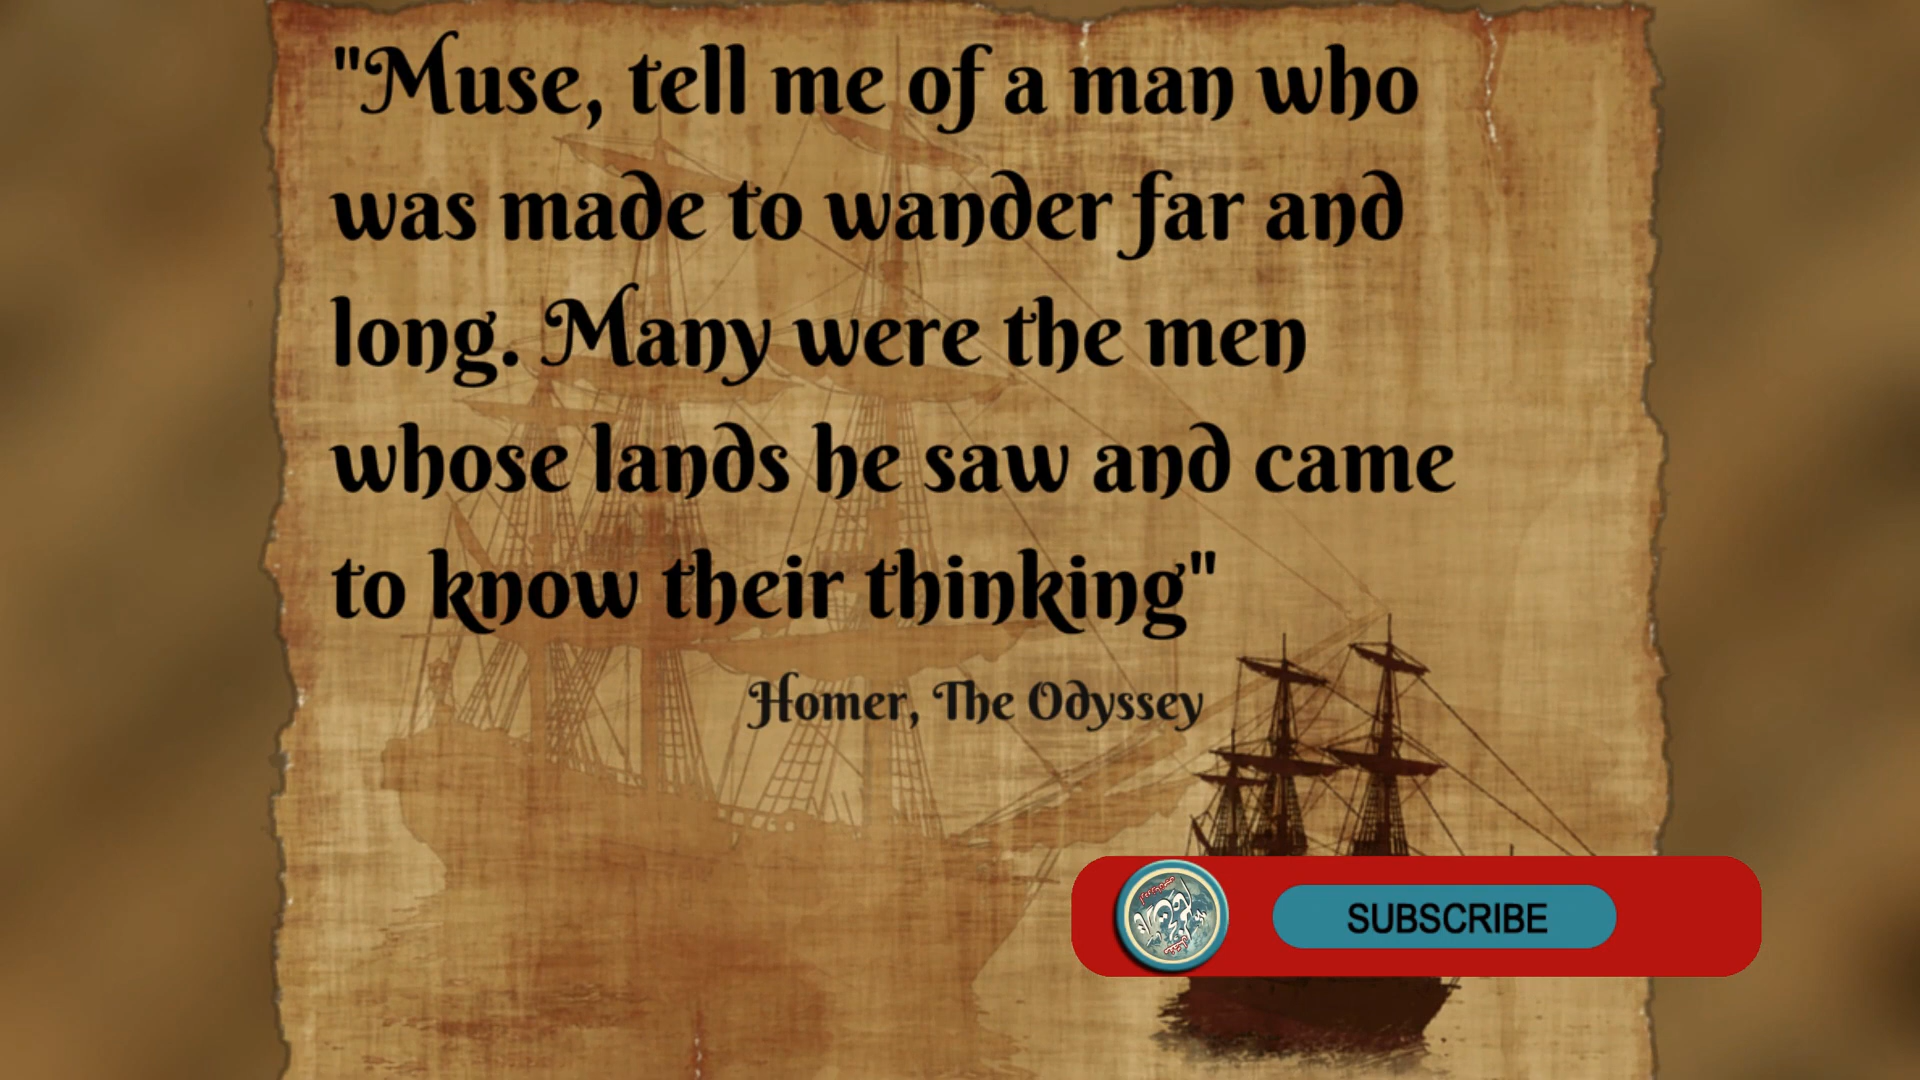 "Muse, tell me of a man who
was made to wander far and
long. Many were the men
whose lands he saw and came
to know their thinking"
Homer, The Odyssey
SUBSCRIBE